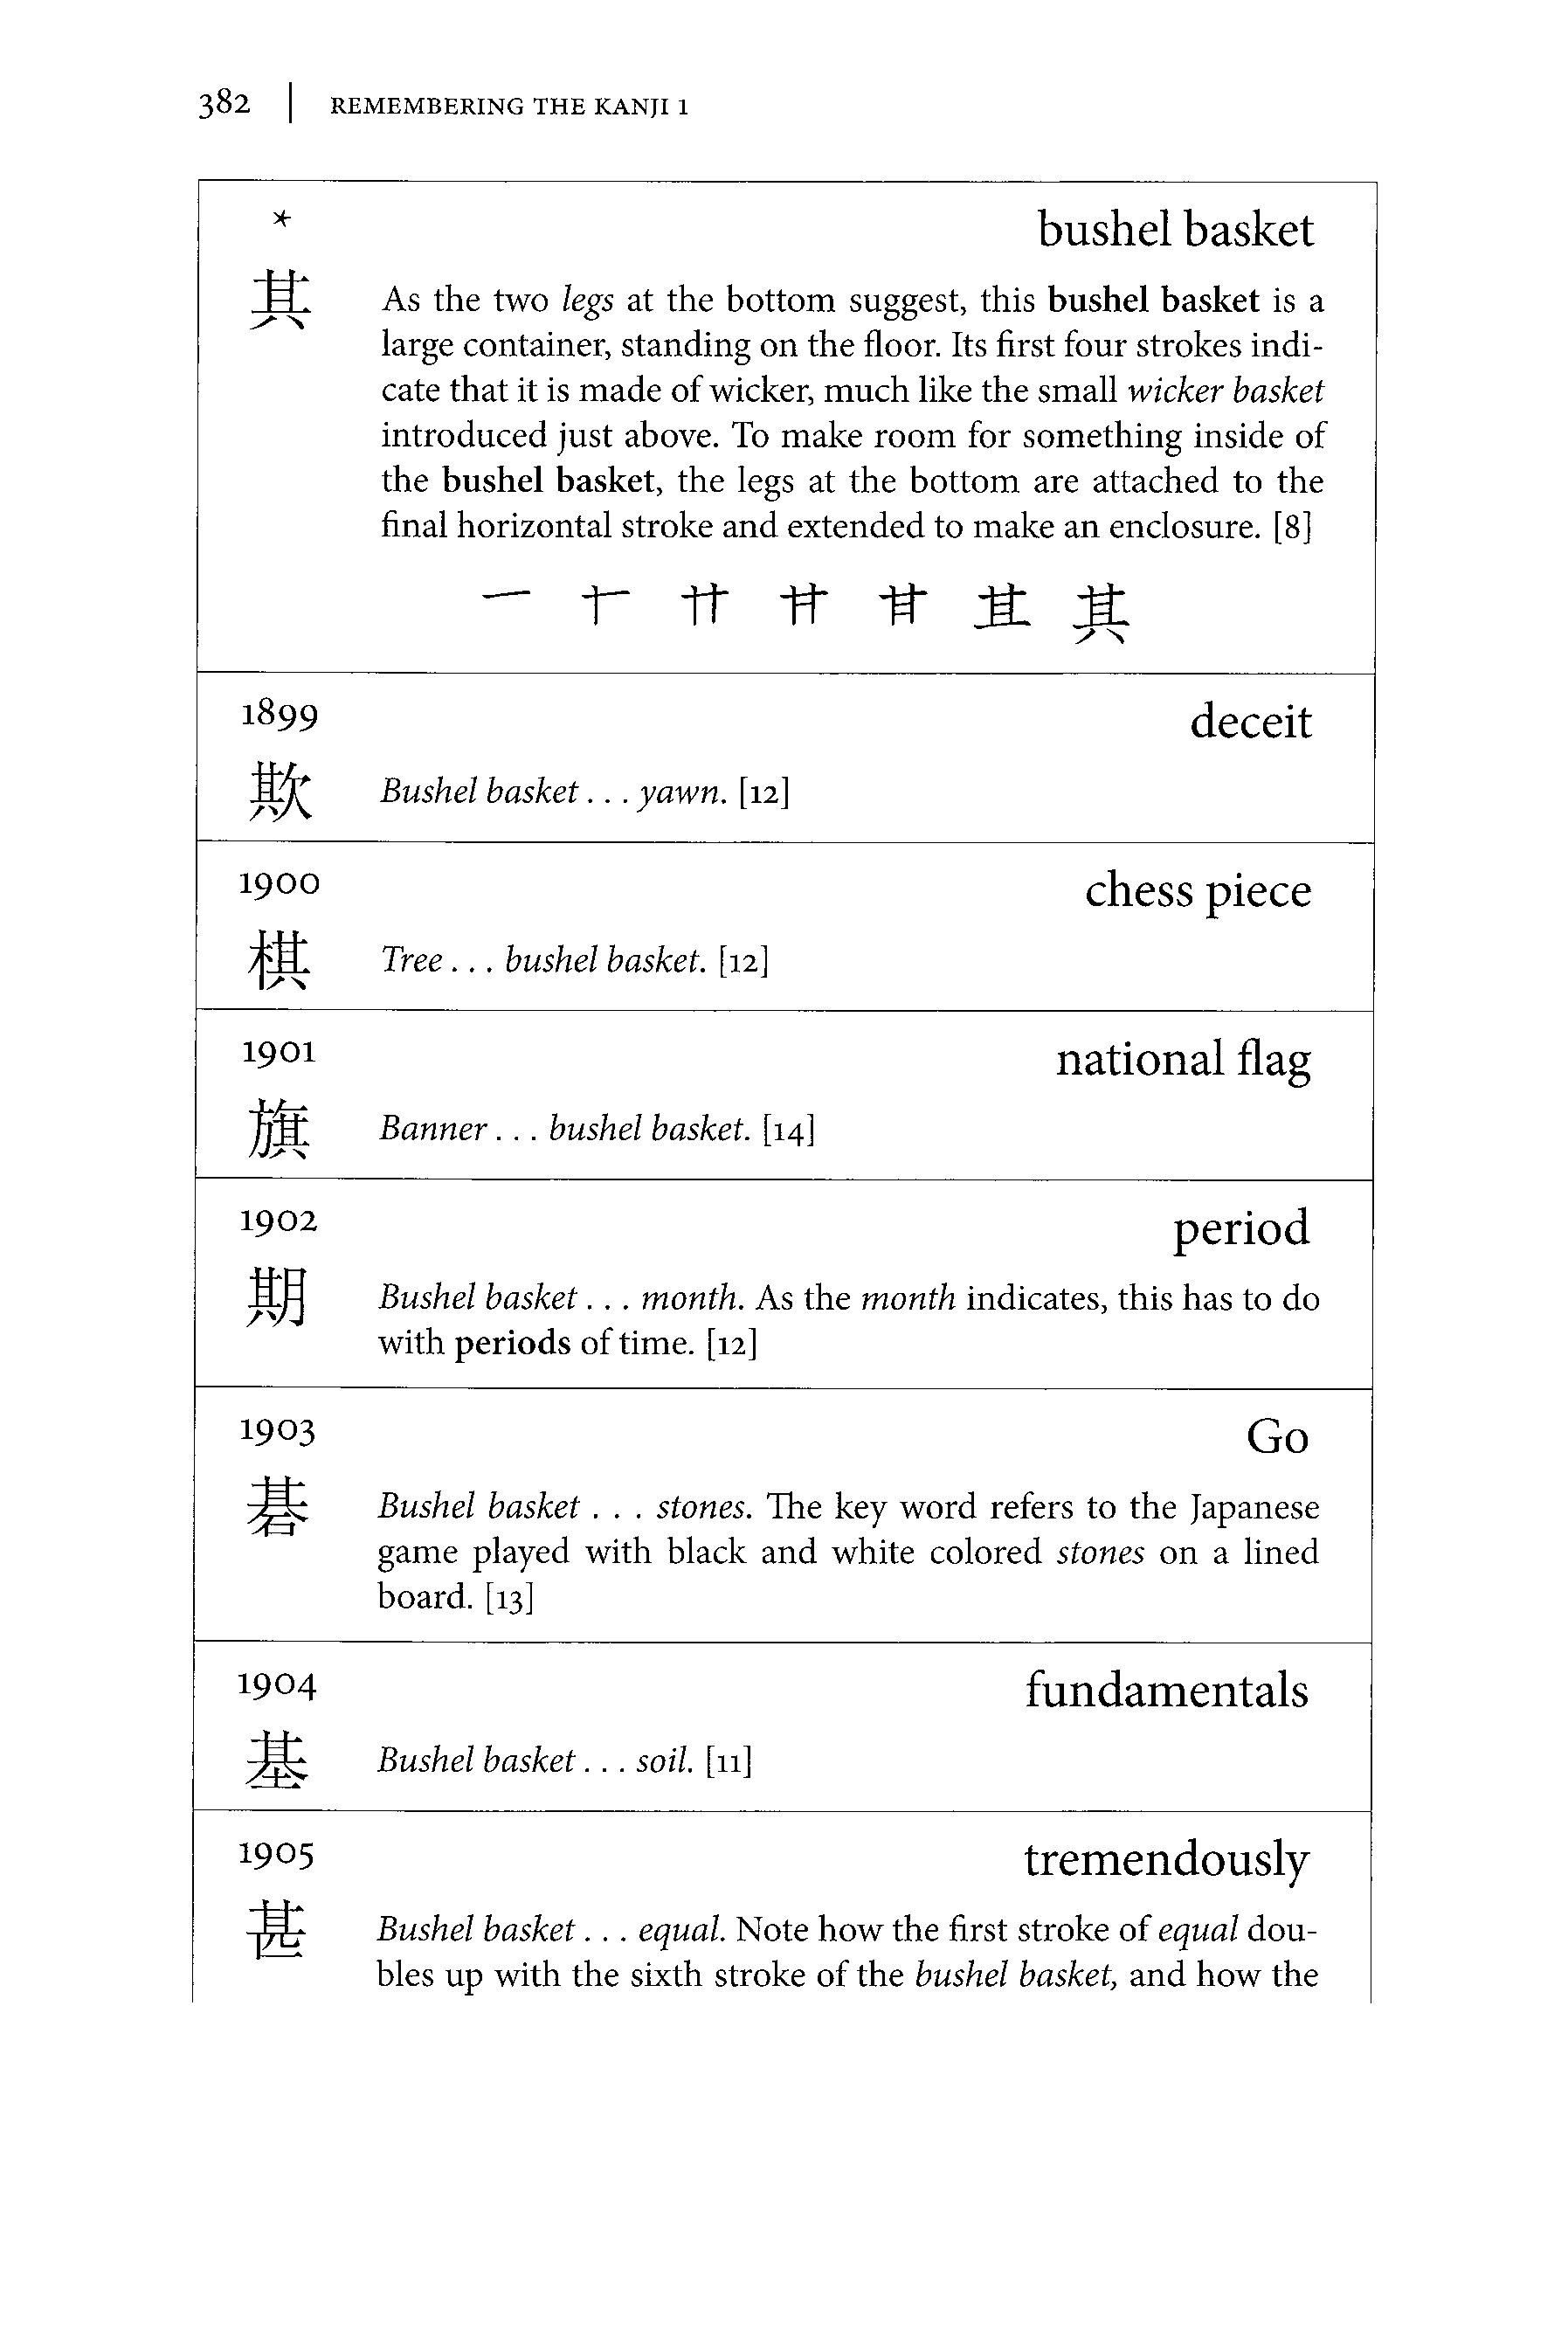 382 | REMEMBERING THE KANJI 1
* bushel basket
其 As the two legs at the bottom suggest, this bushel basket is a
large container, standing on the floor. Its first four strokes indi-
cate that it is made of wicker, much like the small wicker basket
introduced just above. To make room for something inside of
the bushel basket, the legs at the bottom are attached to the
final horizontal stroke and extended to make an enclosure. [8]
一 十 卄 廿 甘 且 其
1899 deceit
欺 Bushel basket . . . yawn. [12]
1900 chess piece
棋 Tree . . . bushel basket. [12]
1901 national flag
旗 Banner . . . bushel basket. [14]
1902 period
期 Bushel basket . . . month. As the month indicates, this has to do
with periods of time. [12]
1903 Go
碁 Bushel basket . . . stones. The key word refers to the Japanese
game played with black and white colored stones on a lined
board. [13]
1904 fundamentals
基 Bushel basket . . . soil. [11]
1905 tremendously
甚 Bushel basket . . . equal. Note how the first stroke of equal dou-
bles up with the sixth stroke of the bushel basket, and how the